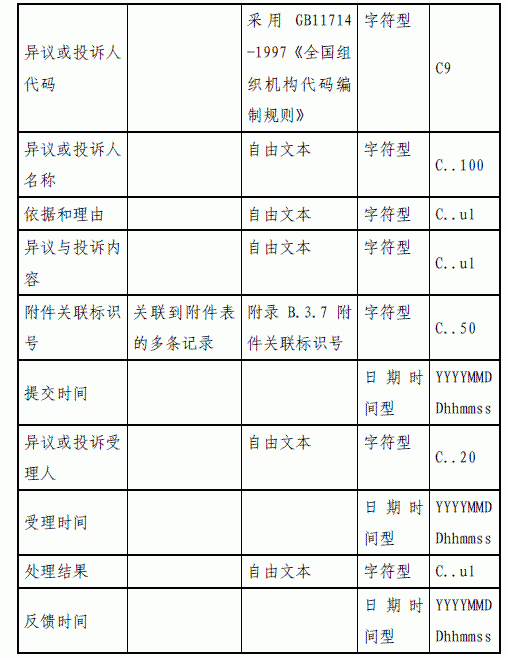 异议或投诉人
代码
采用 GB11714
-1997《全国组
织机构代码编
制规则》
字符型
C9
异议或投诉人
名称
自由文本
字符型
C..100
依据和理由
自由文本
字符型
C..ul
异议与投诉内
容
自由文本
字符型
C..ul
附件关联标识
号
关联到附件表
的多条记录
附录 B.3.7 附
件关联标识号
字符型
C..50
提交时间
日期时
间型
YYYYMMD
Dhhmmss
异议或投诉受
理人
自由文本
字符型
C..20
受理时间
日期时
间型
YYYYMMD
Dhhmmss
处理结果
自由文本
字符型
C..ul
反馈时间
日期时
间型
YYYYMMD
Dhhmmss